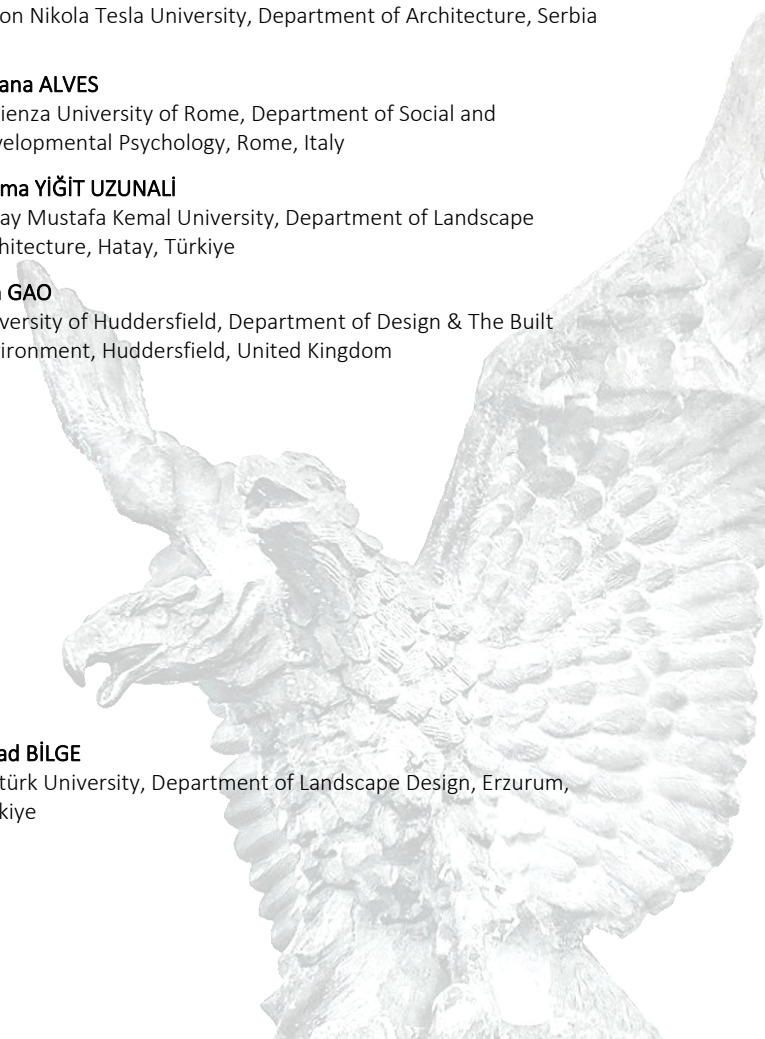 on Nikola Tesla University, Department of Architecture, Serbia
ana ALVES
ienza University of Rome, Department of Social and
velopmental Psychology, Rome, Italy
ma YİĞİT UZUNALİ
ay Mustafa Kemal University, Department of Landscape
hitecture, Hatay, Türkiye
GAO
versity of Huddersfield, Department of Design & The Built
ironment, Huddersfield, United Kingdom
ad BİLGE
türk University, Department of Landscape Design, Erzurum,
kiye